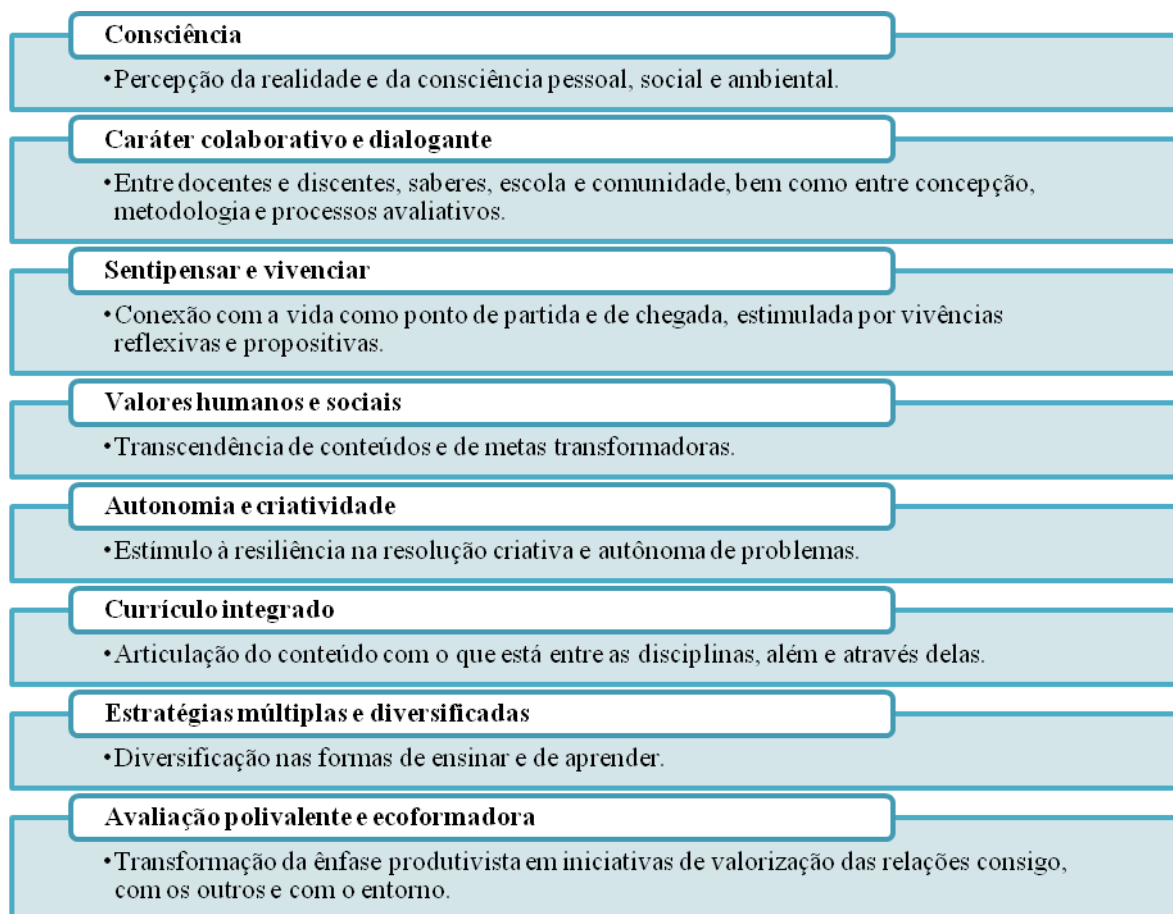 Consciência
•Percepção da realidade e da consciência pessoal, social e ambiental.
Caráter colaborativo e dialogante
•Entre docentes e discentes, saberes, escola e comunidade, bem como entre concepção,
metodologia e processos avaliativos.
Sentipensar e vivenciar
•Conexão com a vida como ponto de partida e de chegada, estimulada por vivências
reflexivas e propositivas.
Valores humanos e sociais
•Transcendência de conteúdos e de metas transformadoras.
Autonomia e criatividade
•Estímulo à resiliência na resolução criativa e autônoma de problemas.
Currículo integrado
•Articulação do conteúdo com o que está entre as disciplinas, além e através delas.
Estratégias múltiplas e diversificadas
•Diversificação nas formas de ensinar e de aprender.
Avaliação polivalente e ecoformadora
•Transformação da ênfase produtivista em iniciativas de valorização das relações consigo,
com os outros e com o entorno.